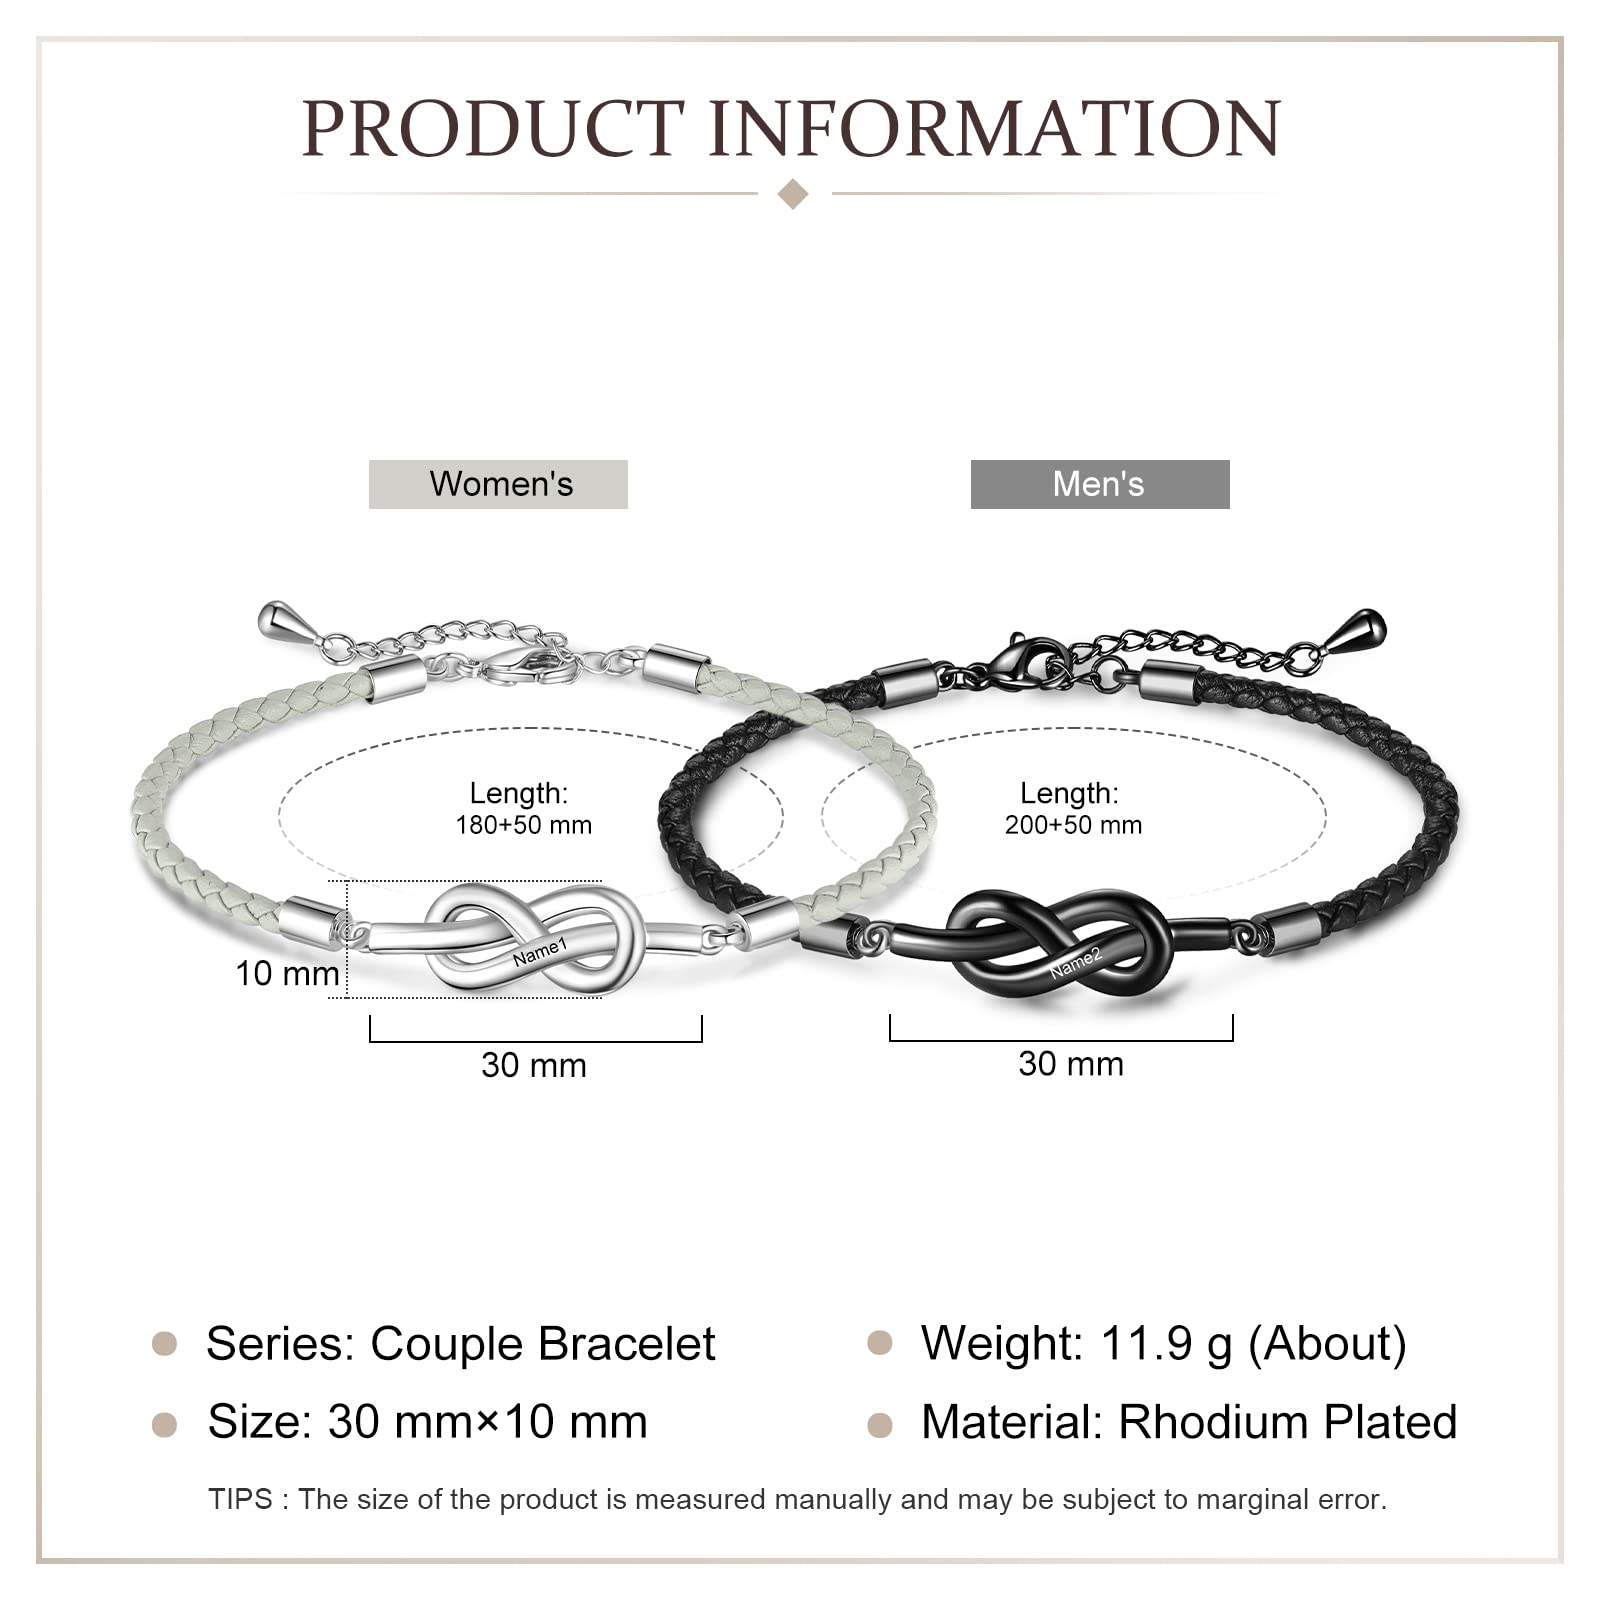 PRODUCT INFORMATION
Women's
Men's
Length:
180+50 mm
Length:
200+50 mm
Name1
Name2
10 mm
30 mm
30 mm
Series: Couple Bracelet
Weight: 11.9 g (About)
Size: 30 mm×10 mm
Material: Rhodium Plated
TIPS : The size of the product is measured manually and may be subject to marginal error.